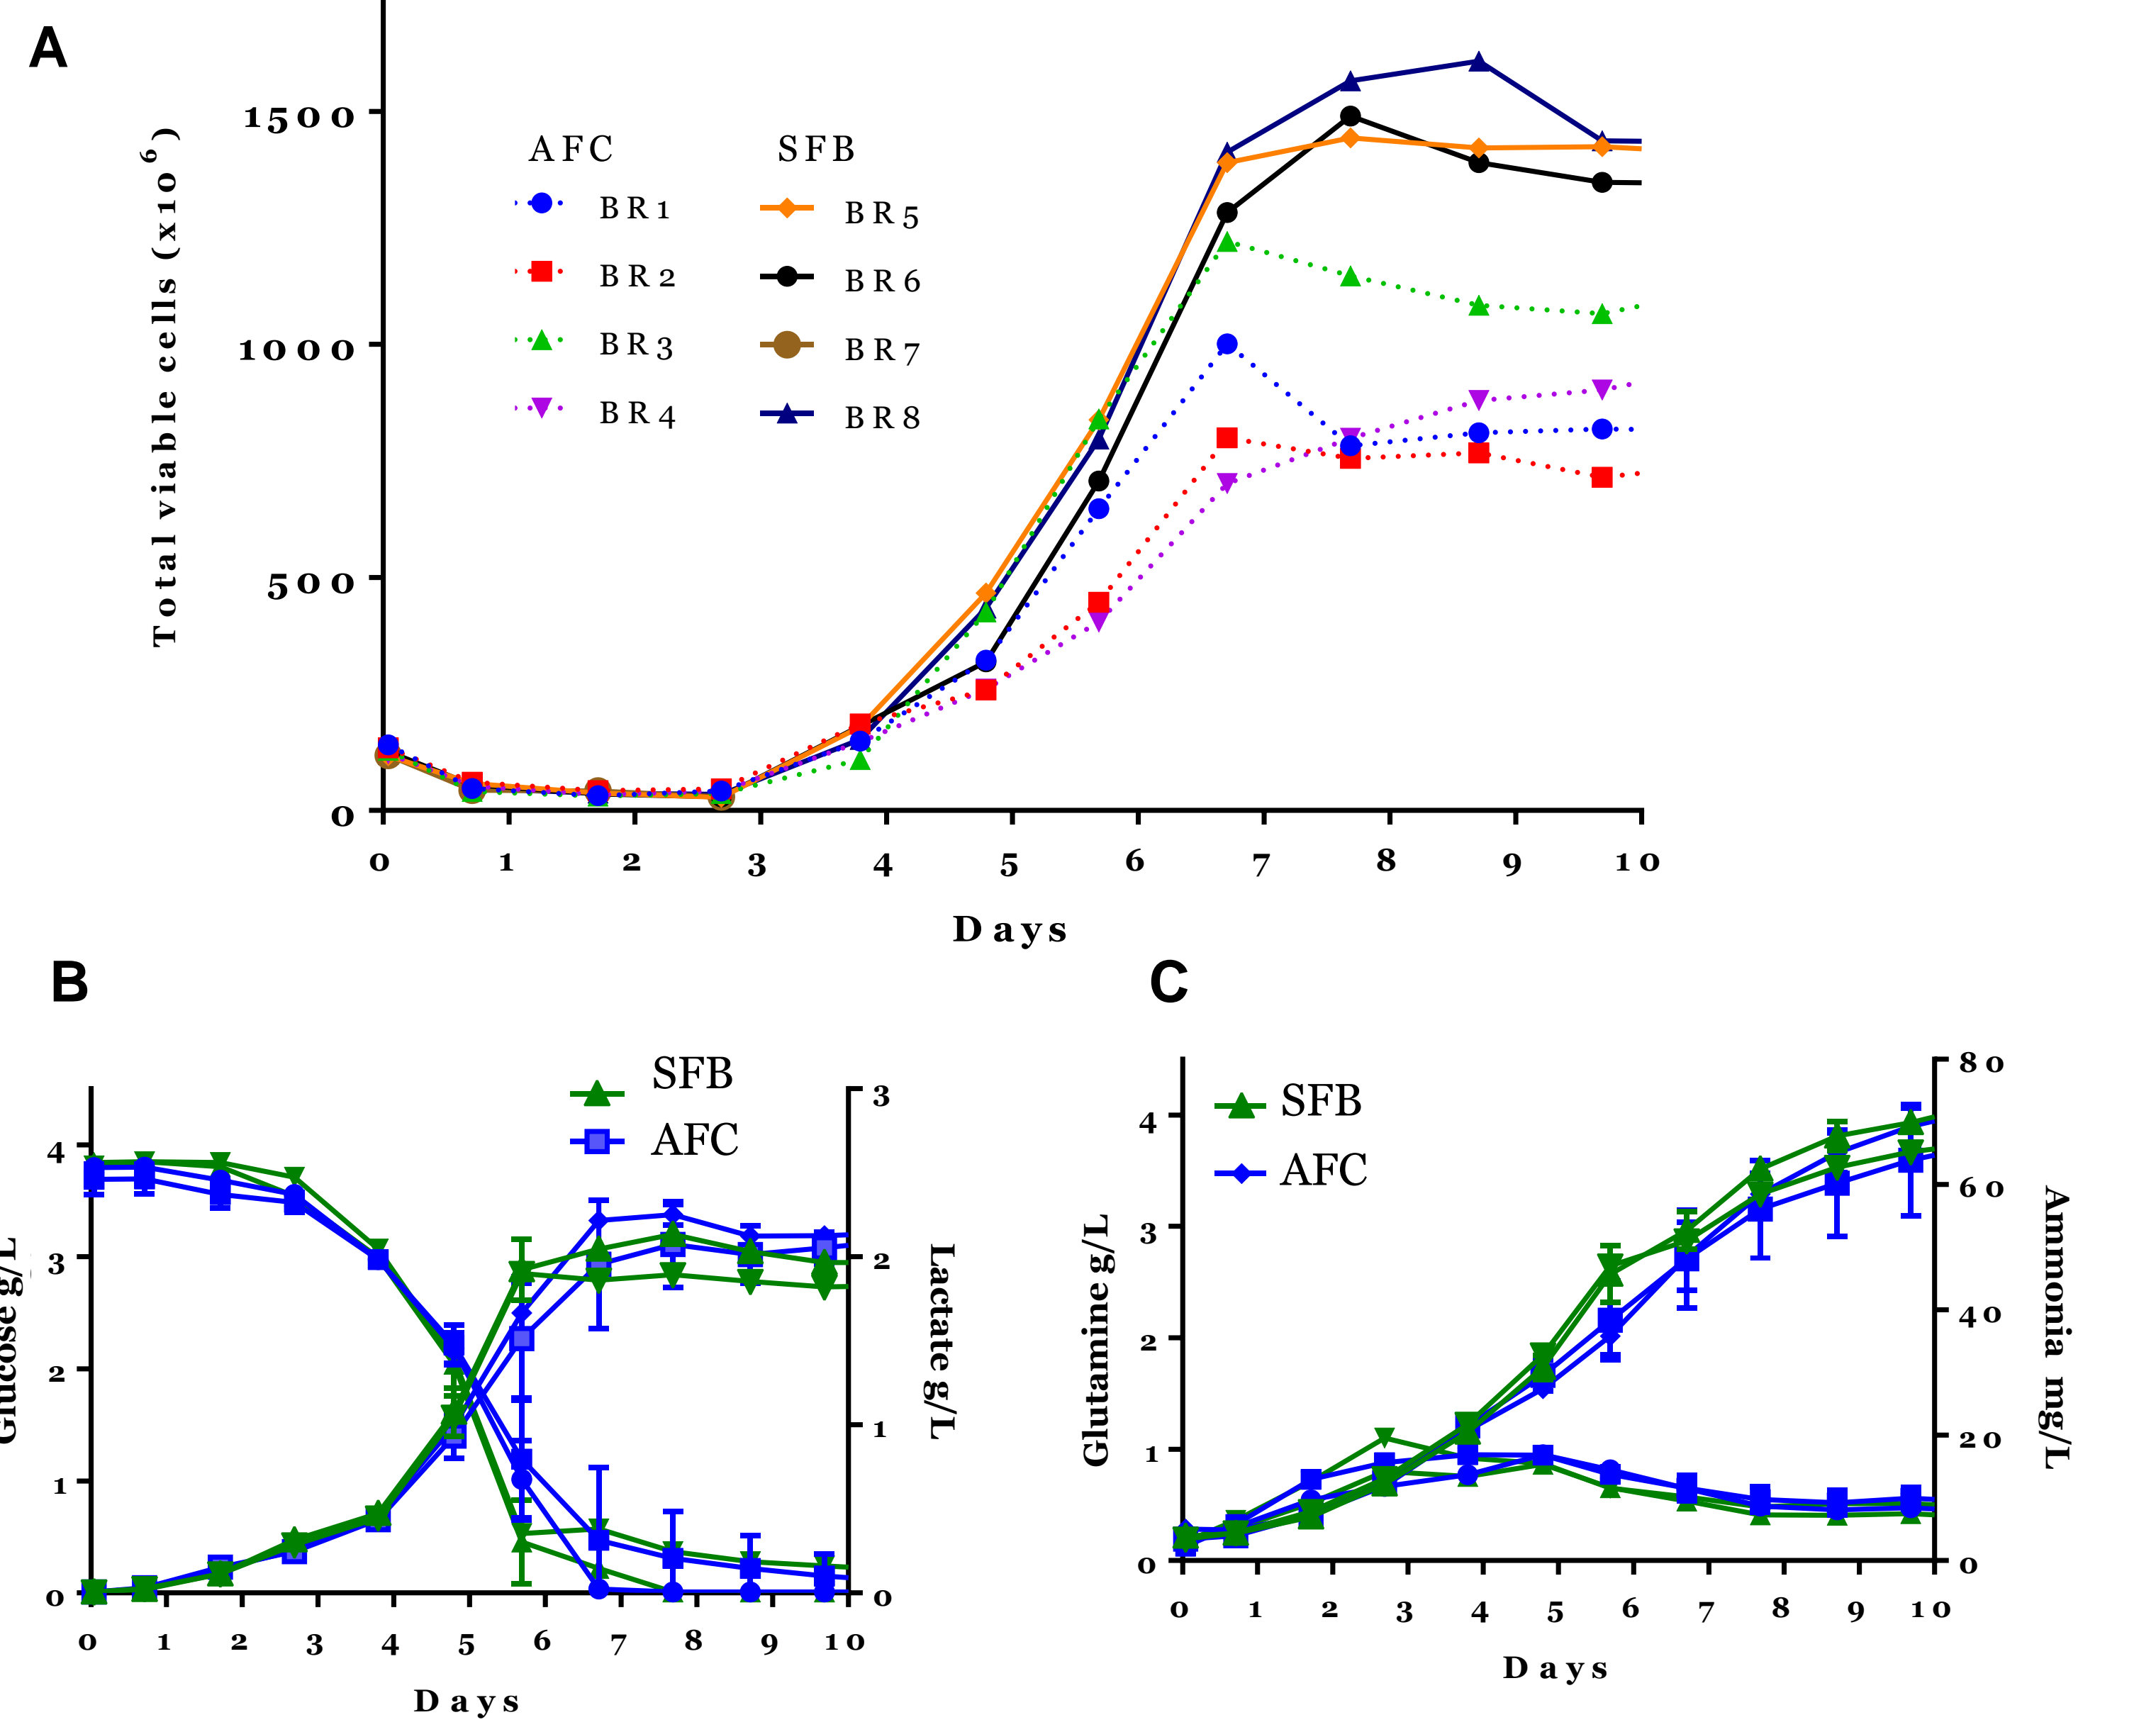 A
Total viable cells (x10^6)
1500
1000
500
0
AFC SFB
BR1 BR5
BR2 BR6
BR3 BR7
BR4 BR8
0 1 2 3 4 5 6 7 8 9 10
Days
B
SFB
AFC
Glucose g/L
4
3
2
1
0
3
2
1
0
Lactate g/L
0 1 2 3 4 5 6 7 8 9 10
Days
C
SFB
AFC
Glutamine g/L
4
3
2
1
0
80
60
40
20
0
Ammonia mg/L
0 1 2 3 4 5 6 7 8 9 10
Days